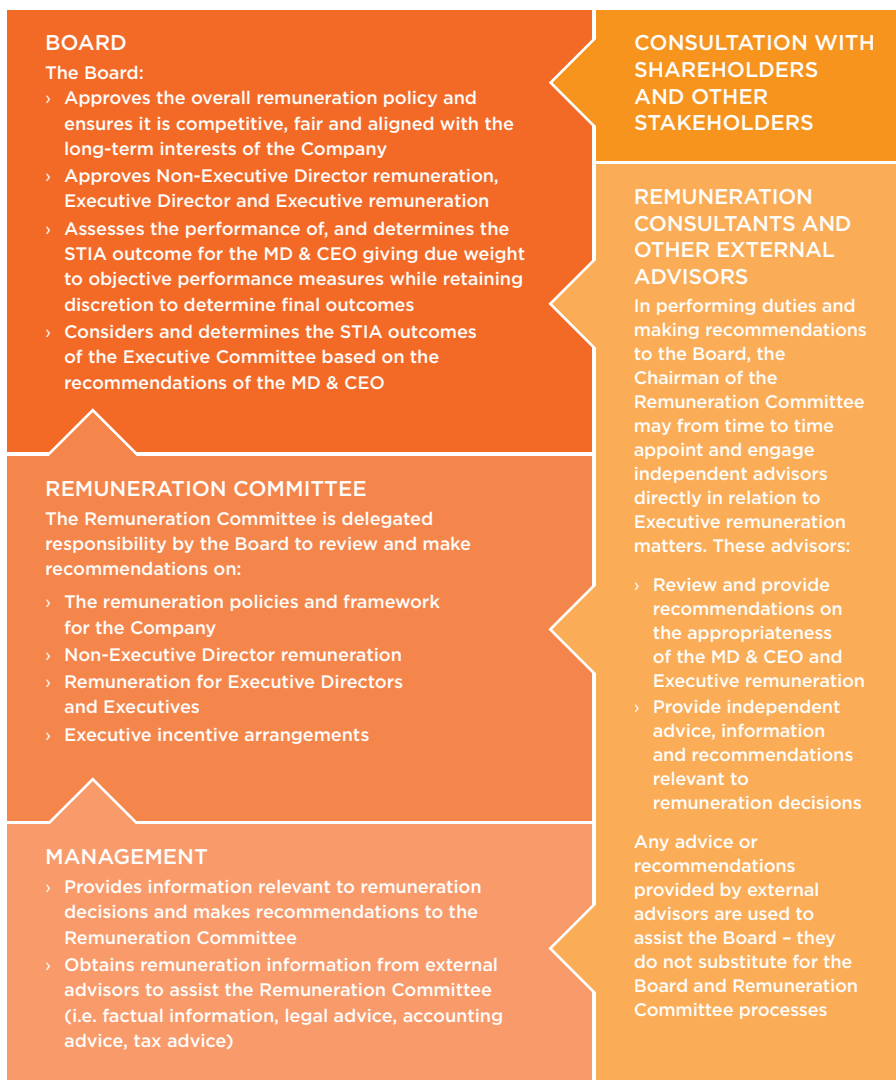 BOARD
The Board:
› Approves the overall remuneration policy and
ensures it is competitive, fair and aligned with the
long-term interests of the Company
› Approves Non-Executive Director remuneration,
Executive Director and Executive remuneration
› Assesses the performance of, and determines the
STIA outcome for the MD & CEO giving due weight
to objective performance measures while retaining
discretion to determine final outcomes
› Considers and determines the STIA outcomes
of the Executive Committee based on the
recommendations of the MD & CEO
REMUNERATION COMMITTEE
The Remuneration Committee is delegated
responsibility by the Board to review and make
recommendations on:
› The remuneration policies and framework
for the Company
› Non-Executive Director remuneration
› Remuneration for Executive Directors
and Executives
› Executive incentive arrangements
MANAGEMENT
› Provides information relevant to remuneration
decisions and makes recommendations to the
Remuneration Committee
› Obtains remuneration information from external
advisors to assist the Remuneration Committee
(i.e. factual information, legal advice, accounting
advice, tax advice)
CONSULTATION WITH
SHAREHOLDERS
AND OTHER
STAKEHOLDERS
REMUNERATION
CONSULTANTS AND
OTHER EXTERNAL
ADVISORS
In performing duties and
making recommendations
to the Board, the
Chairman of the
Remuneration Committee
may from time to time
appoint and engage
independent advisors
directly in relation to
Executive remuneration
matters. These advisors:
› Review and provide
recommendations on
the appropriateness
of the MD & CEO and
Executive remuneration
› Provide independent
advice, information
and recommendations
relevant to
remuneration decisions
Any advice or
recommendations
provided by external
advisors are used to
assist the Board – they
do not substitute for the
Board and Remuneration
Committee processes